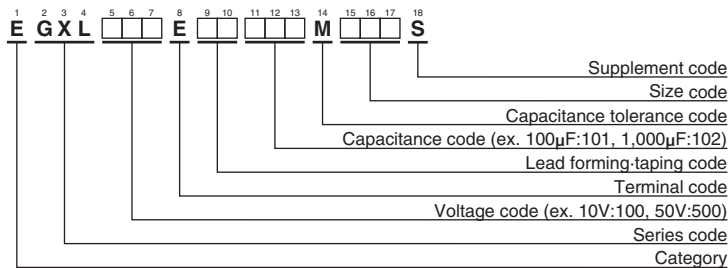 1 2 3 4 5 6 7 8 9 10 11 12 13 14 15 16 17 18
E GXL E M S
Supplement code
Size code
Capacitance tolerance code
Capacitance code (ex. 100μF:101, 1,000μF:102)
Lead forming·taping code
Terminal code
Voltage code (ex. 10V:100, 50V:500)
Series code
Category